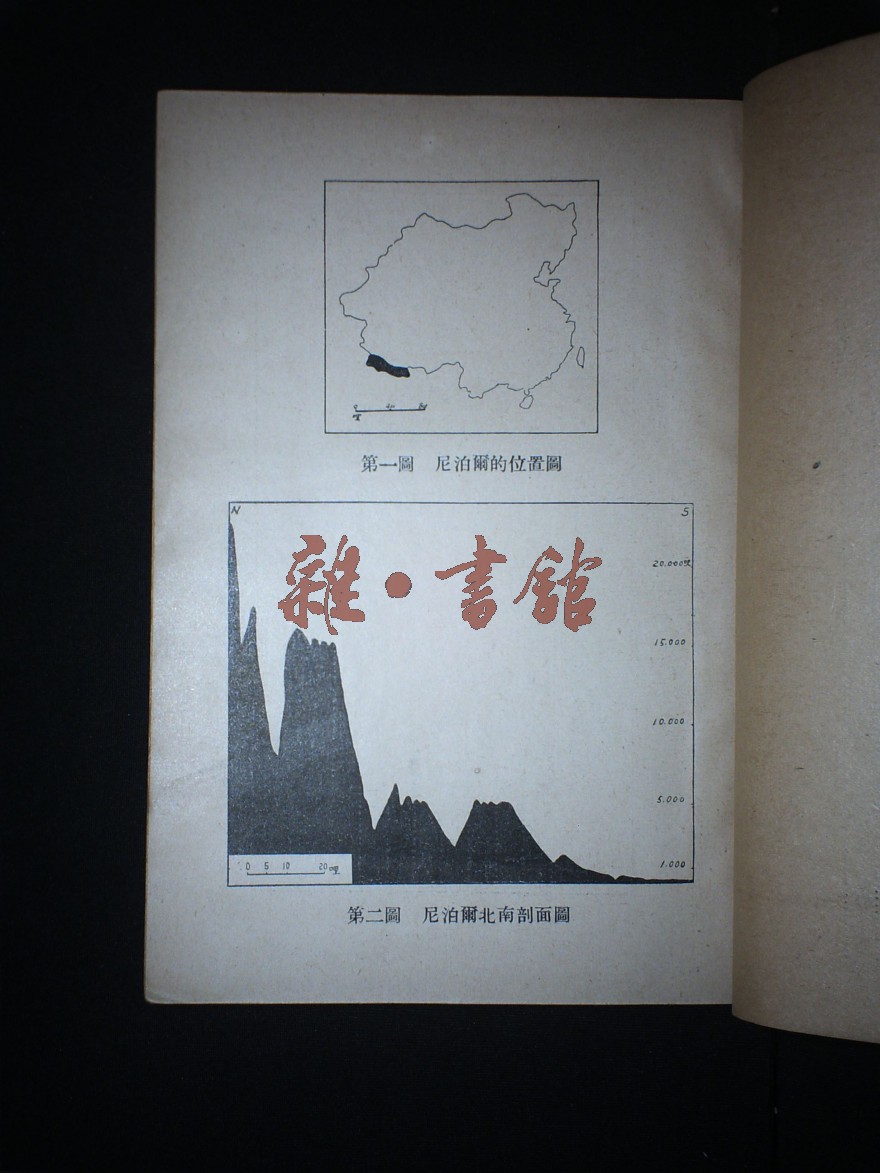 第一圖　尼泊爾的位置圖
N
S
雜·書館
20.000呎
15.000
10.000
5.000
1.000
0 5 10 20哩
第二圖　尼泊爾北南剖面圖